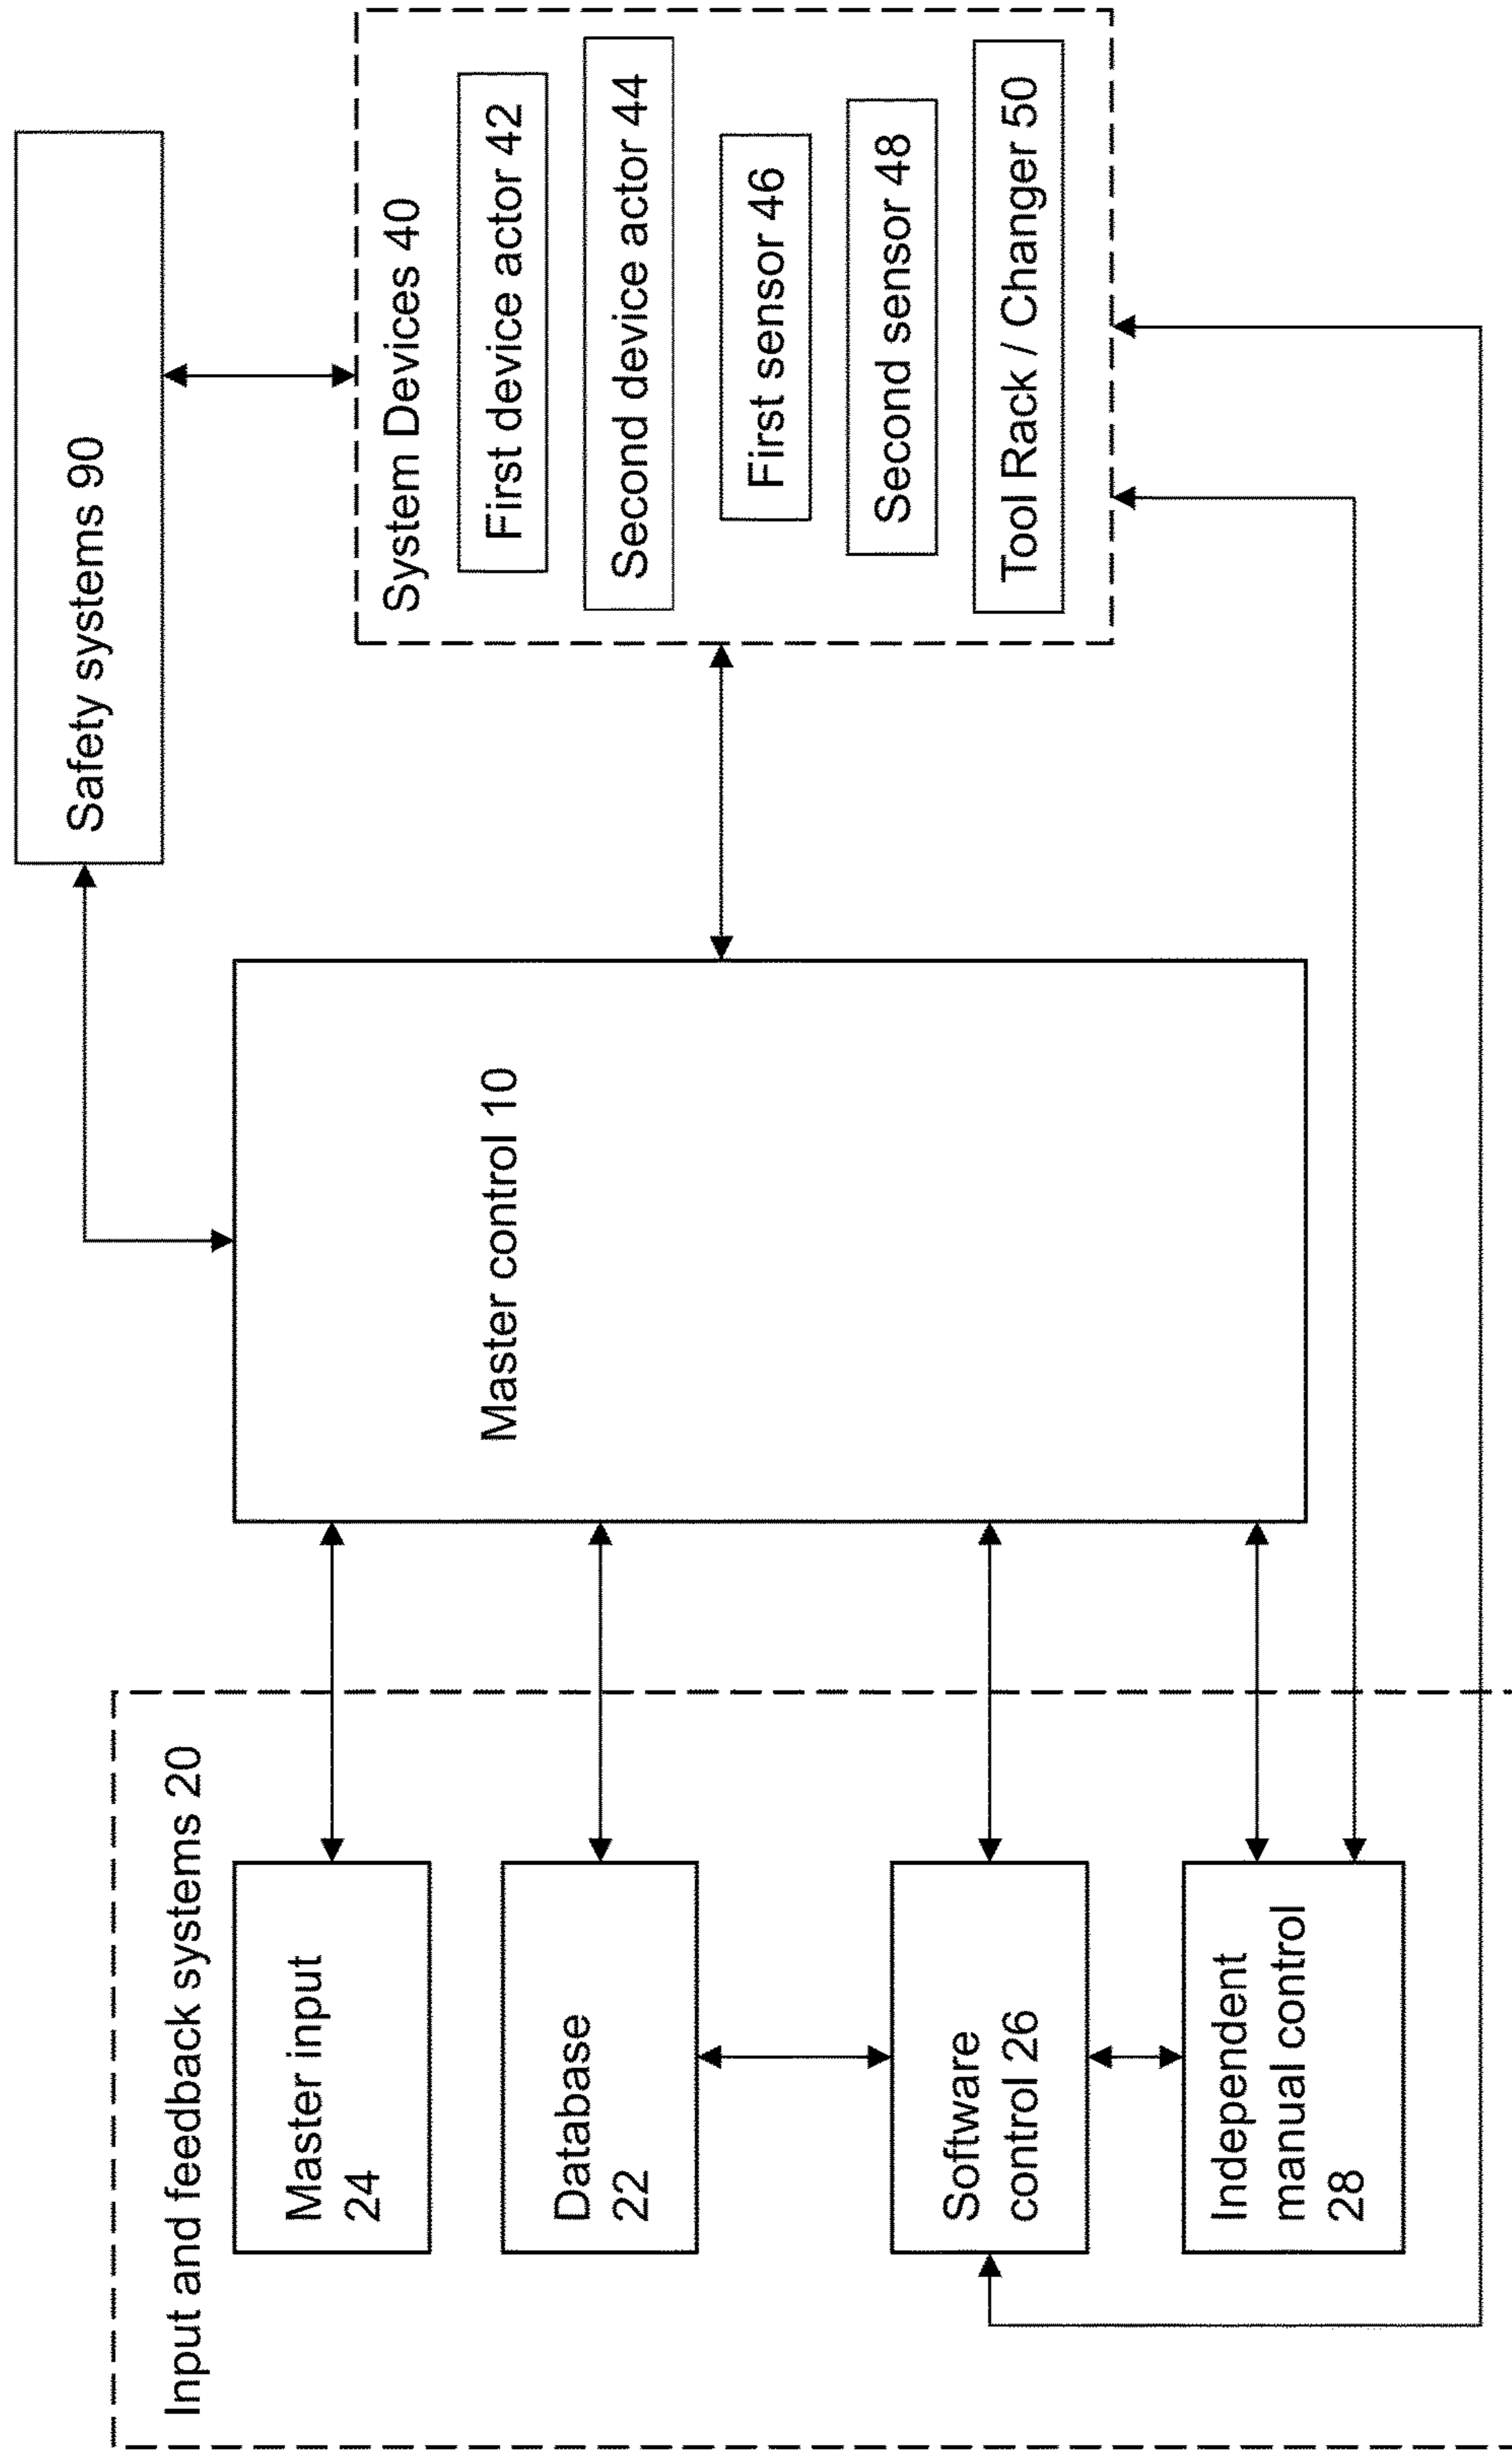 Input and feedback systems 20
Master input
24
Database
22
Software
control 26
Independent
manual control
28
Master control 10
Safety systems 90
System Devices 40
First device actor 42
Second device actor 44
First sensor 46
Second sensor 48
Tool Rack / Changer 50